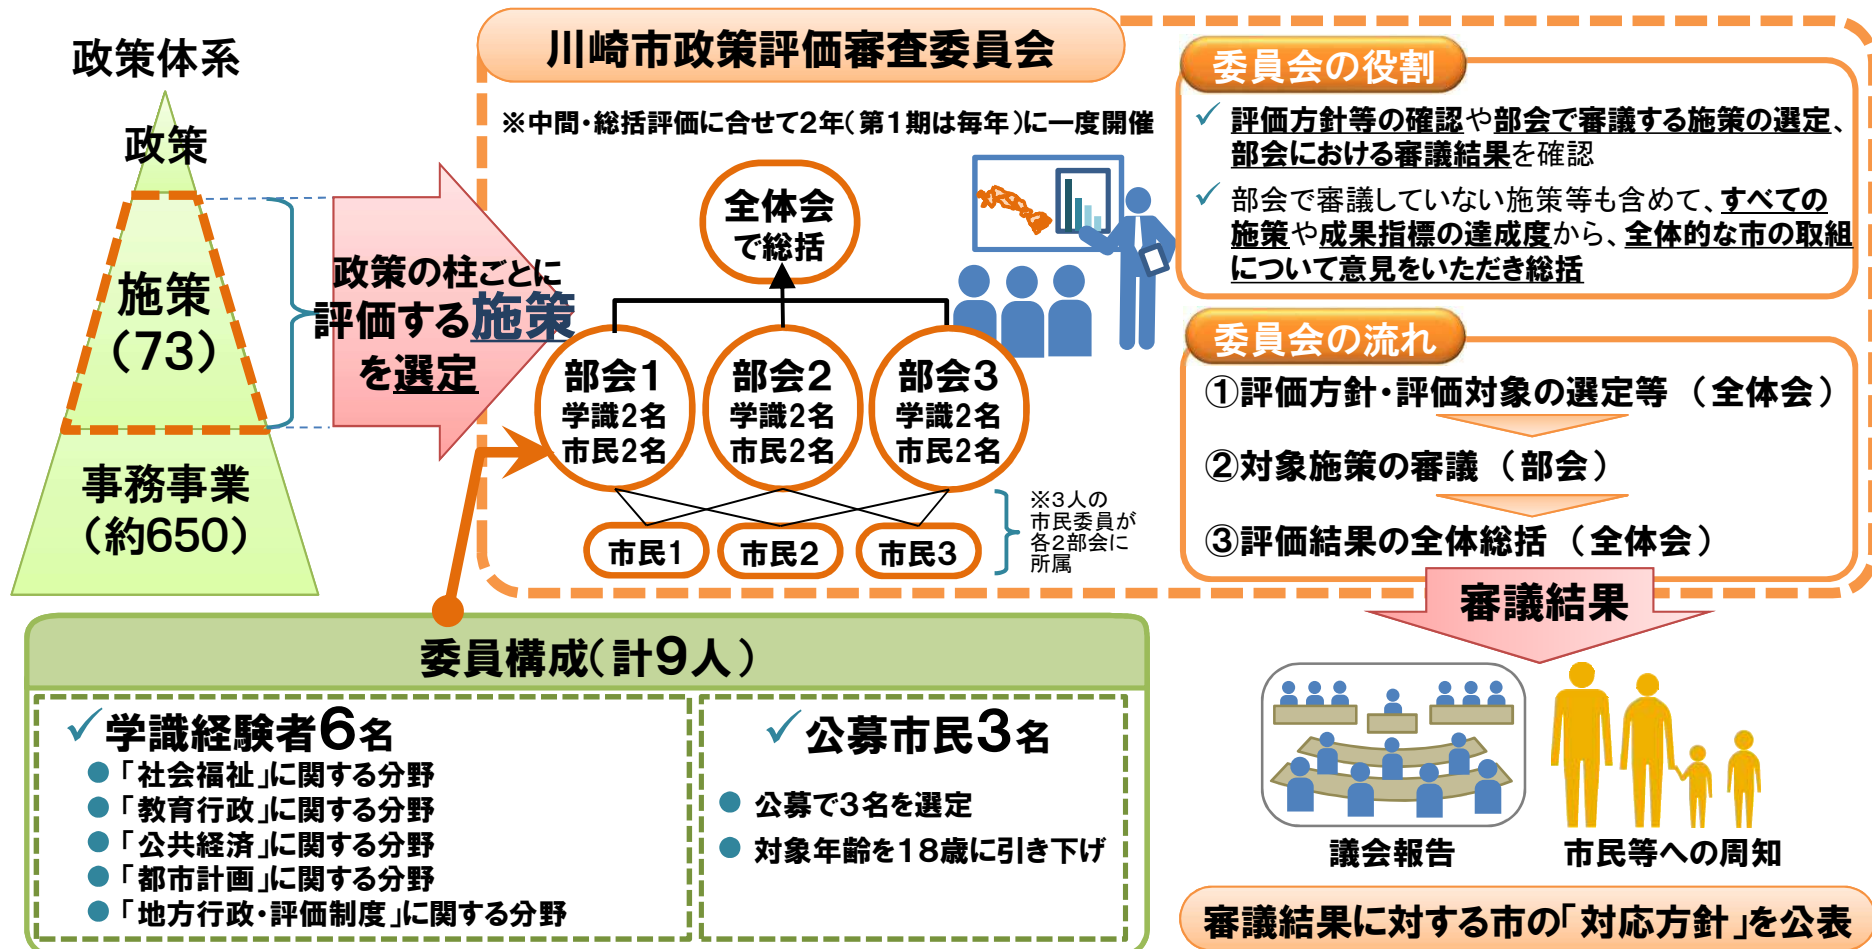 政策体系
政策
施策
（73）
事務事業
（約650）
政策の柱ごとに
評価する施策
を選定
川崎市政策評価審査委員会
※中間・総括評価に合せて2年（第1期は毎年）に一度開催
全体会
で総括
部会1
学識2名
市民2名
部会2
学識2名
市民2名
部会3
学識2名
市民2名
市民1
市民2
市民3
※3人の
市民委員が
各2部会に
所属
委員会の役割
✓ 評価方針等の確認や部会で審議する施策の選定、
部会における審議結果を確認
✓ 部会で審議していない施策等も含めて、すべての
施策や成果指標の達成度から、全体的な市の取組
について意見をいただき総括
委員会の流れ
①評価方針・評価対象の選定等（全体会）
②対象施策の審議（部会）
③評価結果の全体総括（全体会）
審議結果
委員構成（計9人）
✓学識経験者6名
●「社会福祉」に関する分野
●「教育行政」に関する分野
●「公共経済」に関する分野
●「都市計画」に関する分野
●「地方行政・評価制度」に関する分野
✓公募市民3名
● 公募で3名を選定
● 対象年齢を18歳に引き下げ
議会報告
市民等への周知
審議結果に対する市の「対応方針」を公表